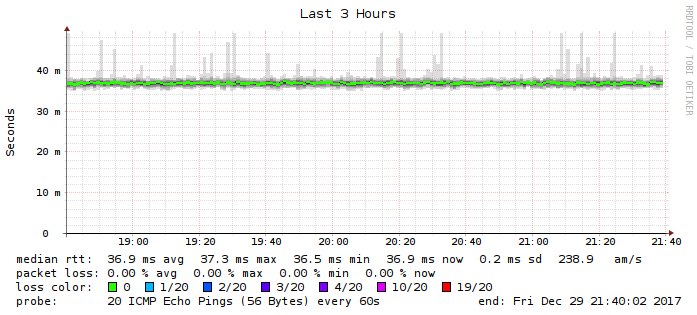 Last 3 Hours
RRDTOOL / TOBI OETIKER
Seconds
40 m
30 m
20 m
10 m
0
19:00 19:20 19:40 20:00 20:20 20:40 21:00 21:20 21:40
median rtt: 36.9 ms avg 37.3 ms max 36.5 ms min 36.9 ms now 0.2 ms sd 238.9 am/s
packet loss: 0.00 % avg 0.00 % max 0.00 % min 0.00 % now
loss color: 0 1/20 2/20 3/20 4/20 10/20 19/20
probe: 20 ICMP Echo Pings (56 Bytes) every 60s end: Fri Dec 29 21:40:02 2017